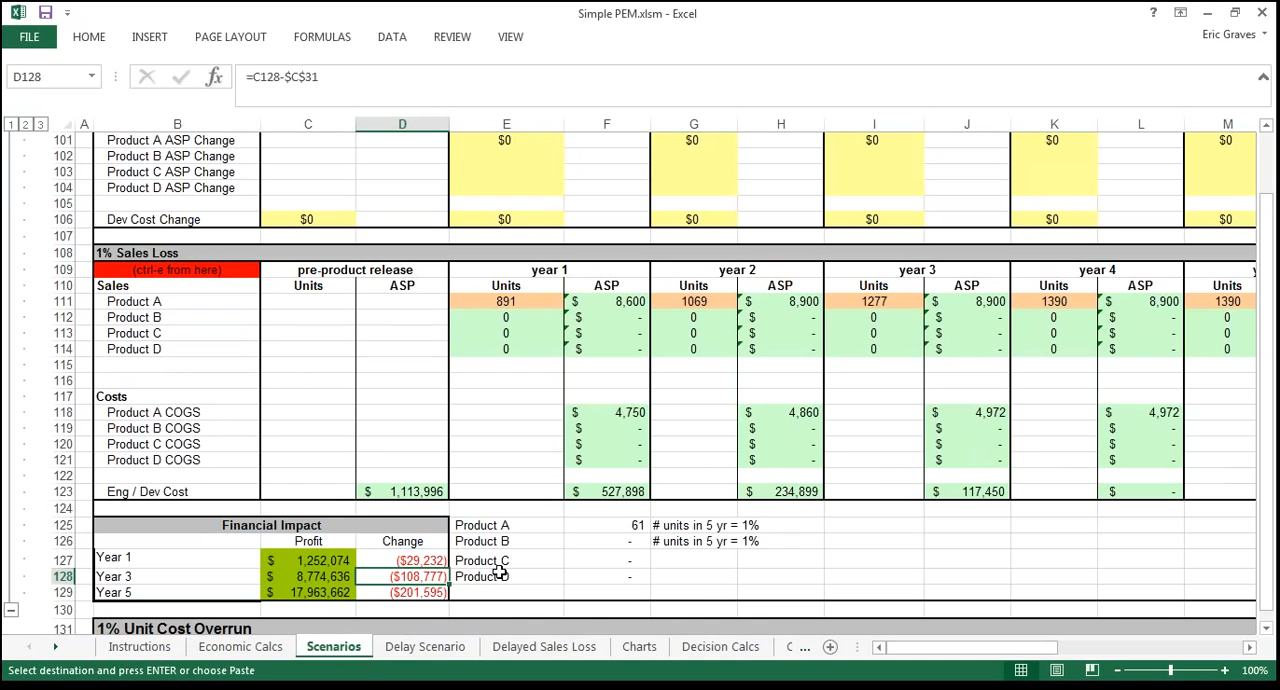 Simple PEM.xlsm - Excel
FILE HOME INSERT PAGE LAYOUT FORMULAS DATA REVIEW VIEW Eric Graves
D128 fx =C128-$C$31
1 2 3 A B C D E F G H I J K L M
101 Product A ASP Change $0 $0 $0 $0 $0
102 Product B ASP Change
103 Product C ASP Change
104 Product D ASP Change
105
106 Dev Cost Change $0 $0 $0 $0 $0 $0
107
108 1% Sales Loss
109 (ctrl-e from here) pre-product release year 1 year 2 year 3 year 4
110 Sales Units ASP Units ASP Units ASP Units ASP Units ASP Units
111 Product A 891 $ 8,600 1069 $ 8,900 1277 $ 8,900 1390 $ 8,900 1390
112 Product B 0 $ - 0 $ - 0 $ - 0 $ - 0
113 Product C 0 $ - 0 $ - 0 $ - 0 $ - 0
114 Product D 0 $ - 0 $ - 0 $ - 0 $ - 0
115
116
117 Costs
118 Product A COGS $ 4,750 $ 4,860 $ 4,972 $ 4,972
119 Product B COGS $ - $ - $ - $ -
120 Product C COGS $ - $ - $ - $ -
121 Product D COGS $ - $ - $ - $ -
122
123 Eng / Dev Cost $ 1,113,996 $ 527,898 $ 234,899 $ 117,450 $ -
124
125 Financial Impact Product A 61 # units in 5 yr = 1%
126 Profit Change Product B - # units in 5 yr = 1%
127 Year 1 $ 1,252,074 ($29,232) Product C -
128 Year 3 $ 8,774,636 ($108,777) Product D -
129 Year 5 $ 17,963,662 ($201,595)
130
131 1% Unit Cost Overrun
Instructions Economic Calcs Scenarios Delay Scenario Delayed Sales Loss Charts Decision Calcs C ...
Select destination and press ENTER or choose Paste 100%